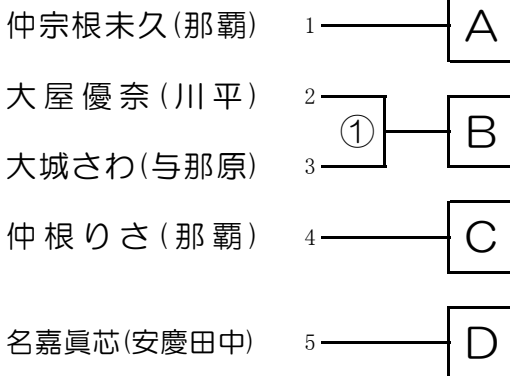 仲宗根未久(那覇) 1 A
大屋優奈(川平) 2
① B
大城さわ(与那原) 3
仲根りさ(那覇) 4 C
名嘉眞芯(安慶田中) 5 D